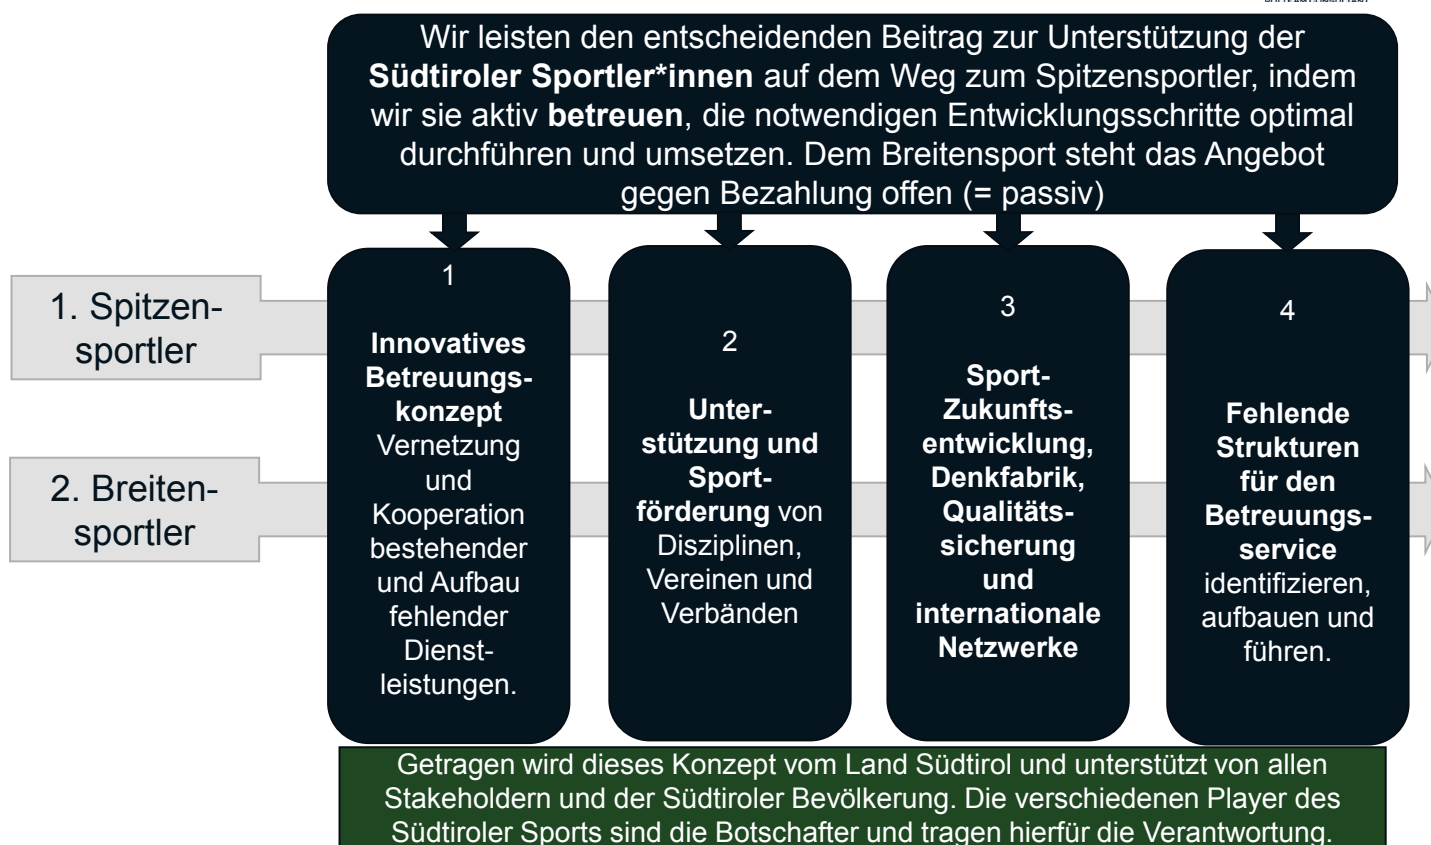 Wir leisten den entscheidenden Beitrag zur Unterstützung der
Südtiroler Sportler*innen auf dem Weg zum Spitzensportler, indem
wir sie aktiv betreuen, die notwendigen Entwicklungsschritte optimal
durchführen und umsetzen. Dem Breitensport steht das Angebot
gegen Bezahlung offen (= passiv)
1. Spitzen-
sportler
2. Breiten-
sportler
1
Innovatives
Betreuungs-
konzept
Vernetzung
und
Kooperation
bestehender
und Aufbau
fehlender
Dienst-
leistungen.
2
Unter-
stützung und
Sport-
förderung von
Disziplinen,
Vereinen und
Verbänden
3
Sport-
Zukunfts-
entwicklung,
Denkfabrik,
Qualitäts-
sicherung
und
internationale
Netzwerke
4
Fehlende
Strukturen
für den
Betreuungs-
service
identifizieren,
aufbauen und
führen.
Getragen wird dieses Konzept vom Land Südtirol und unterstützt von allen
Stakeholdern und der Südtiroler Bevölkerung. Die verschiedenen Player des
Südtiroler Sports sind die Botschafter und tragen hierfür die Verantwortung.